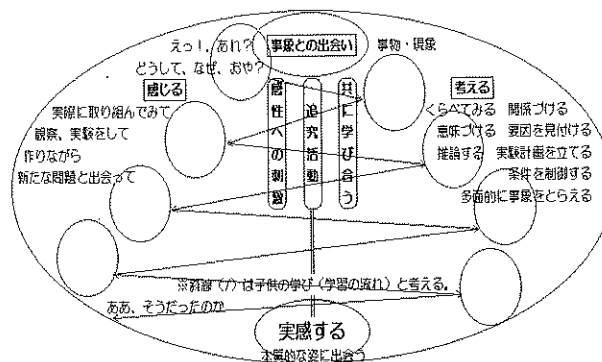 えっ!、あれ? 事象との出会い 事物・現象
どうして、なぜ、おや?
感じる 考える
感性への刺激
追究活動
共に学び合う
実際に取り組んでみて
観察、実験をして
作りながら
新たな問題と出会って
くらべてみる 関係づける
意味づける 要因を見付ける
推論する 実験計画を立てる
条件を制御する
多面的に事象をとらえる
※斜線(/)は子供の学び(学習の流れ)と考える。
ああ、そうだったのか
実感する
本質的な姿に出会う